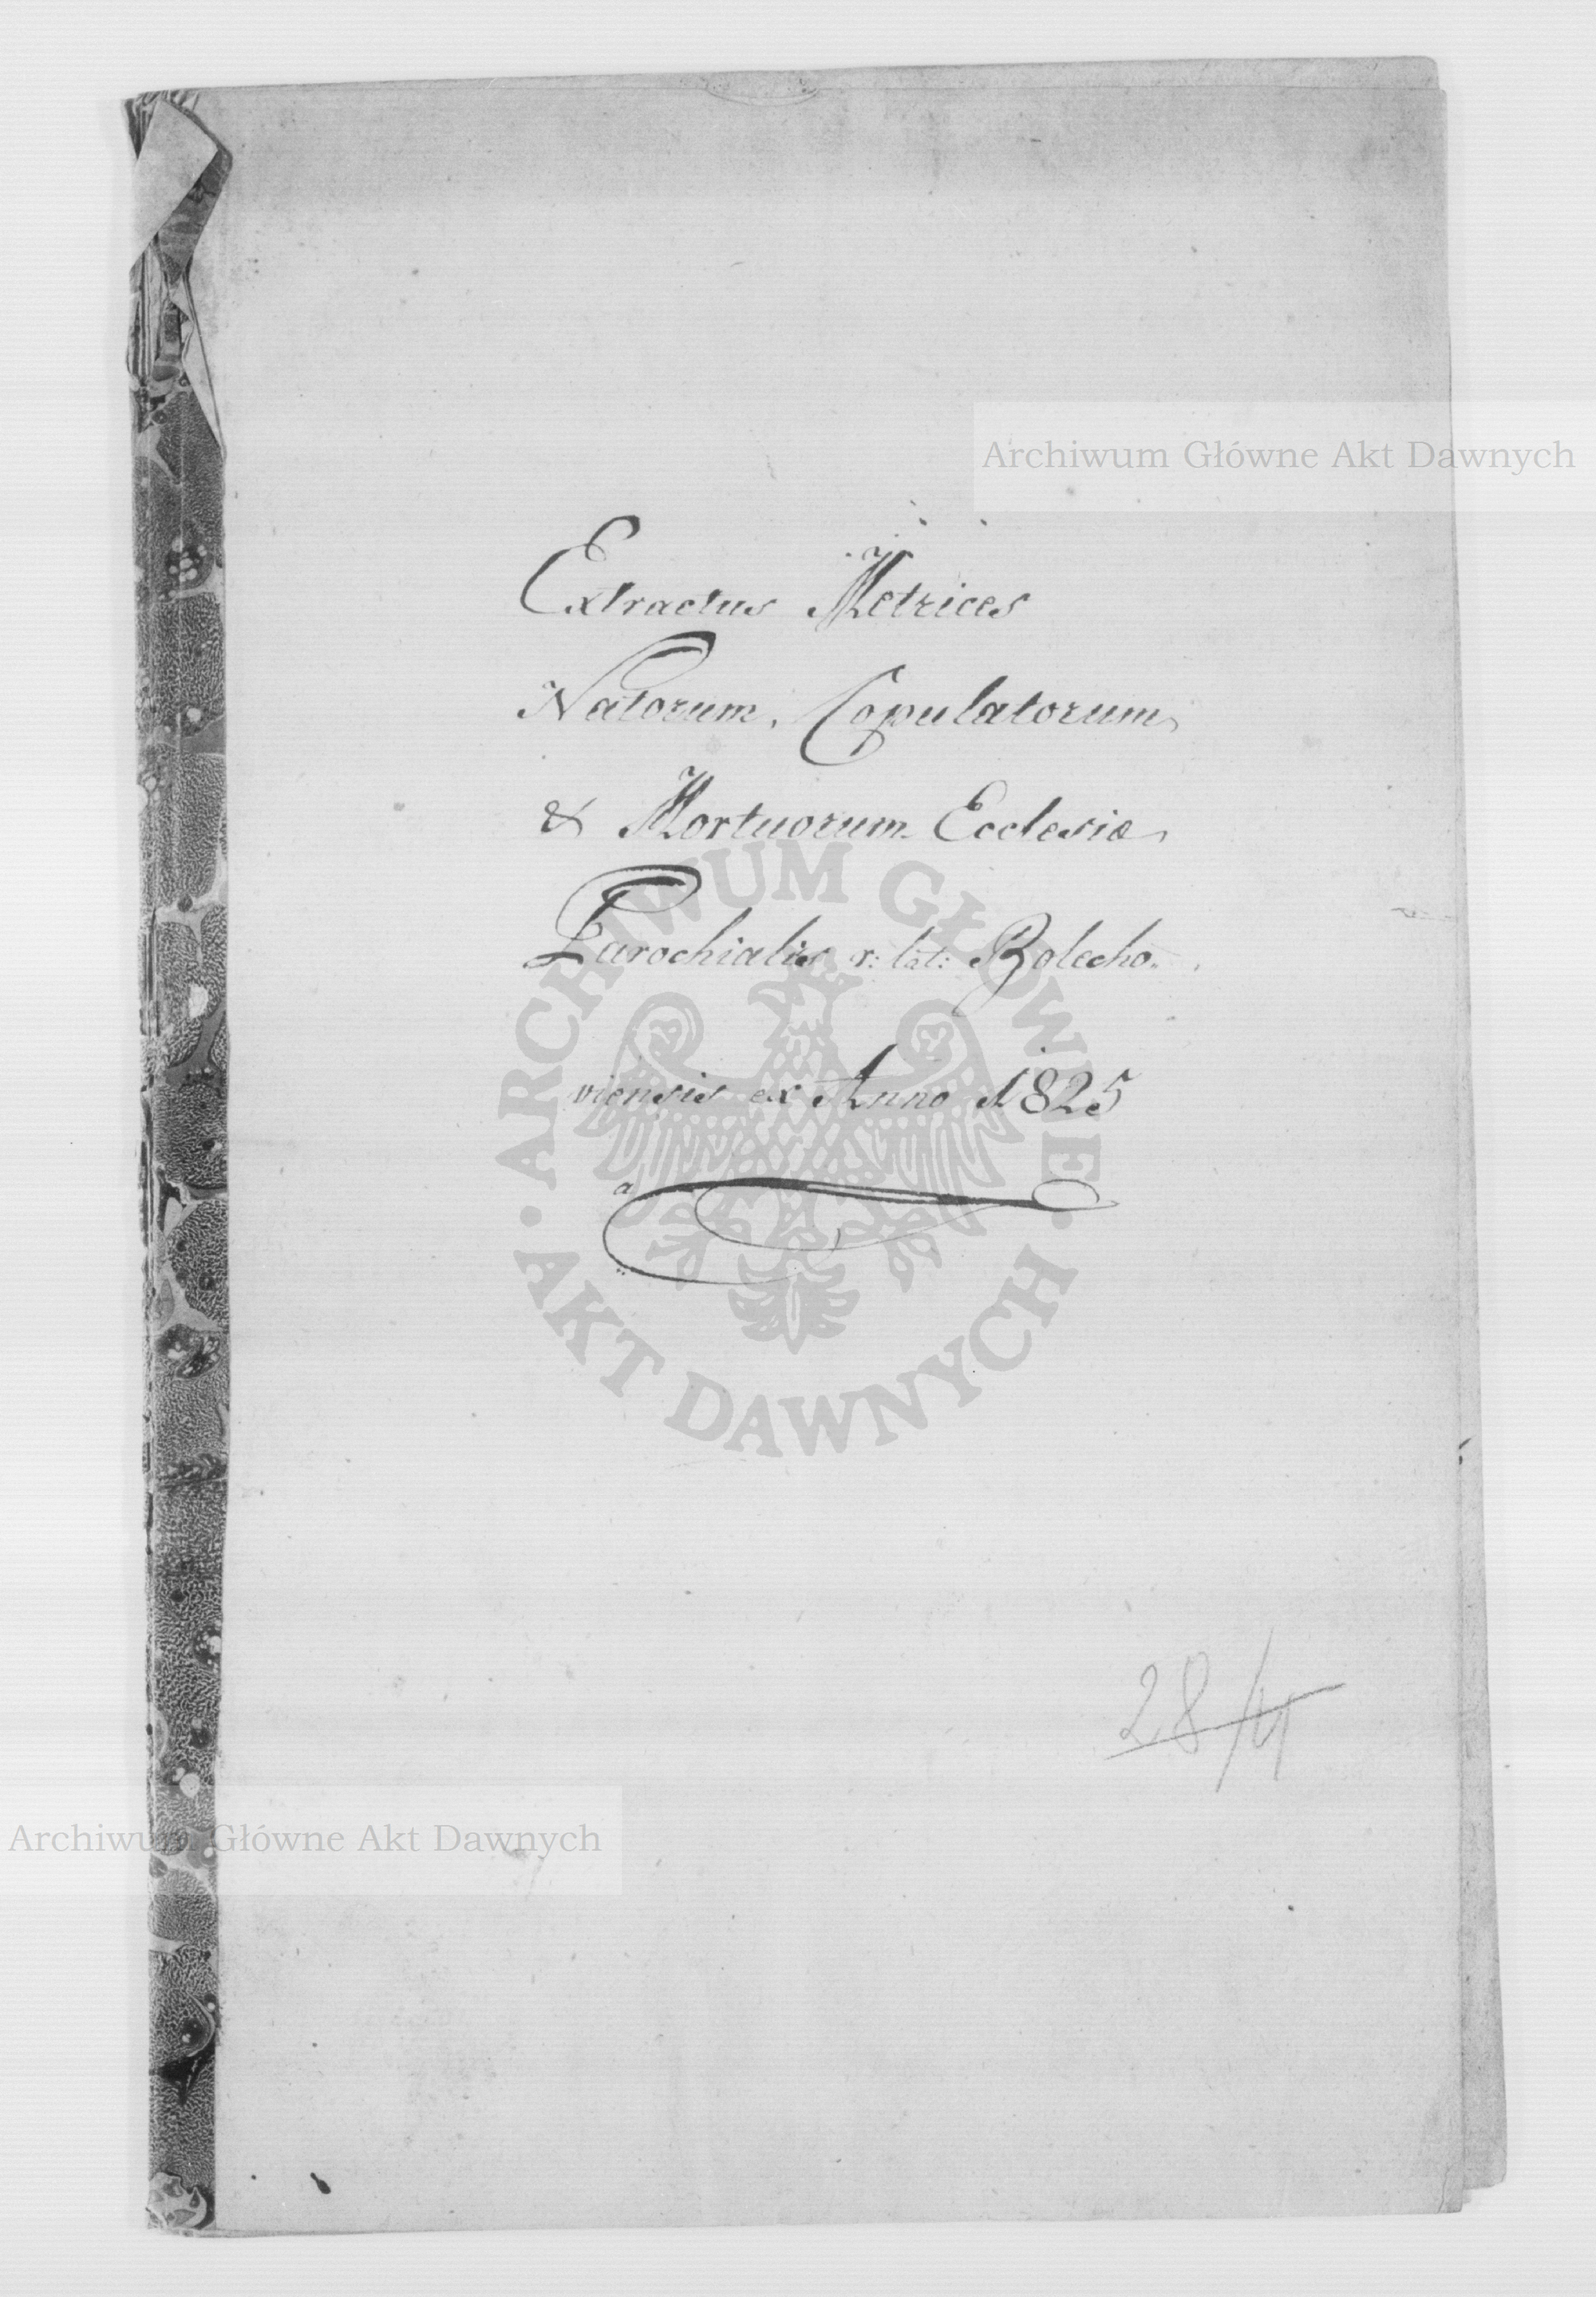 Archiwum Główne Akt Dawnych
Extractus Metrices
Natorum, Copulatorum,
& Mortuorum Ecclesiæ
Parochialis r: lat: Bolecho-
viensis ex Anno 1825
ARCHIWUM GŁÓWNE
• AKT DAWNYCH •
28/4
Archiwum Główne Akt Dawnych